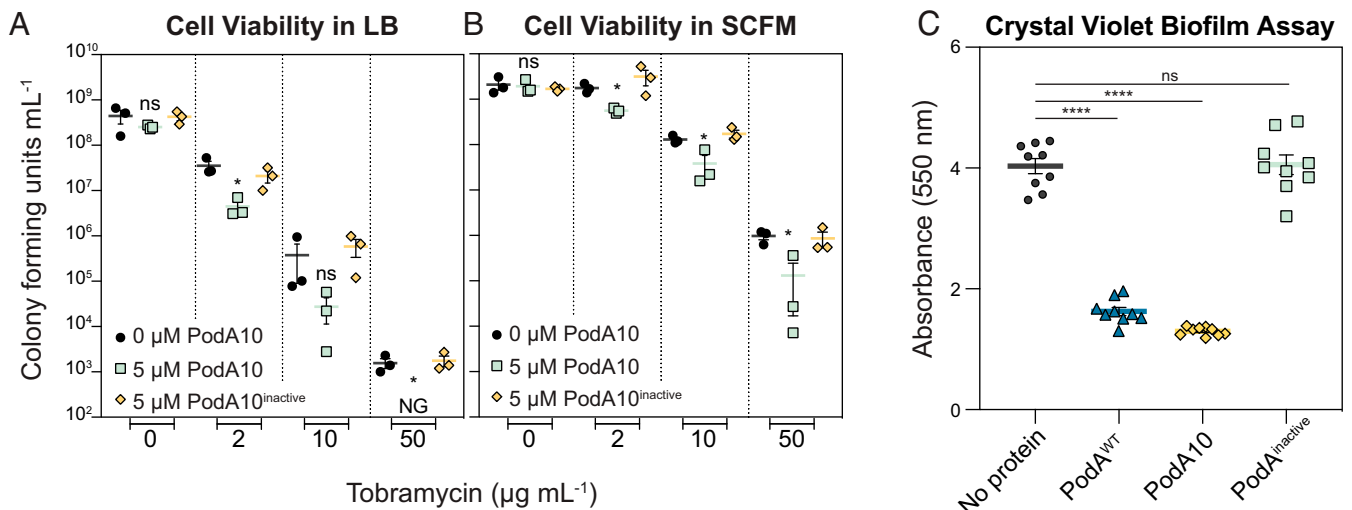 A
Cell Viability in LB
Colony forming units mL⁻¹
10¹⁰
10⁹
10⁸
10⁷
10⁶
10⁵
10⁴
10³
10²
ns
*
ns
*
NG
0 µM PodA10
5 µM PodA10
5 µM PodA10ⁱⁿᵃᶜᵗⁱᵛᵉ
0
2
10
50
B
Cell Viability in SCFM
ns
*
*
*
0 µM PodA10
5 µM PodA10
5 µM PodA10ⁱⁿᵃᶜᵗⁱᵛᵉ
0
2
10
50
Tobramycin (µg mL⁻¹)
C
Crystal Violet Biofilm Assay
Absorbance (550 nm)
6
4
2
0
ns
****
****
No protein
PodAᵂᵀ
PodA10
PodAⁱⁿᵃᶜᵗⁱᵛᵉ